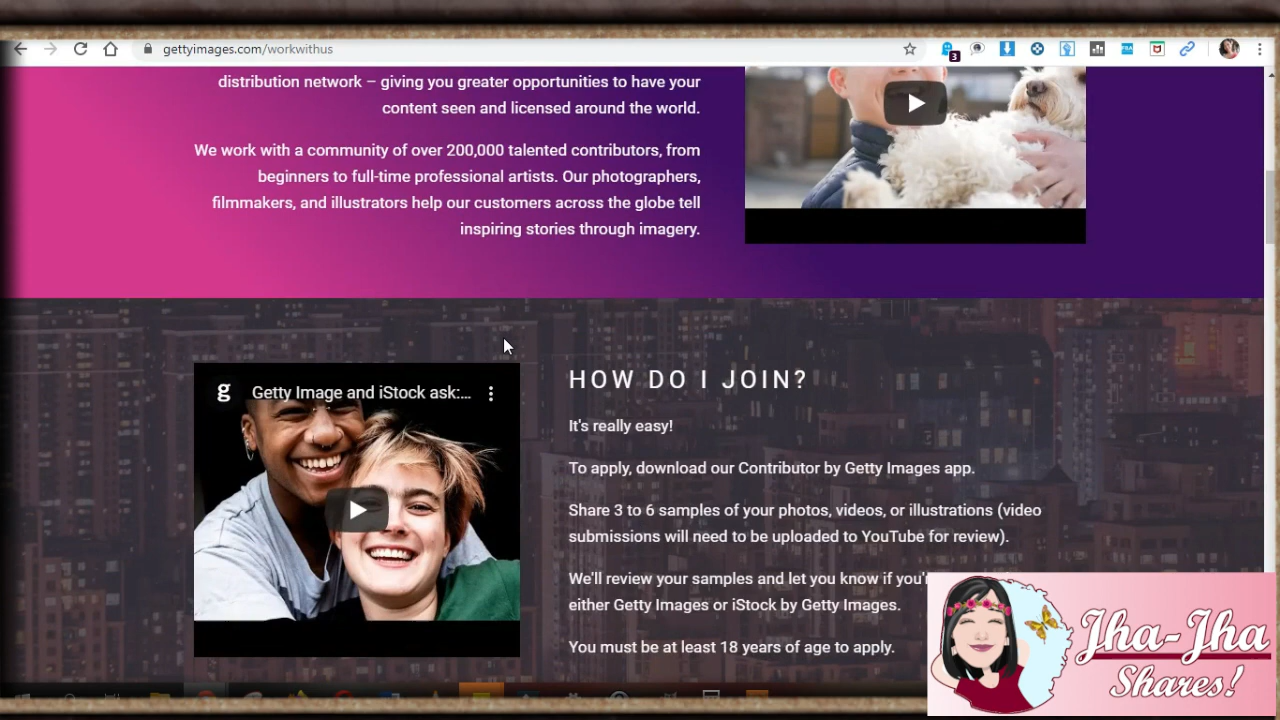 gettyimages.com/workwithus
3
distribution network – giving you greater opportunities to have your
content seen and licensed around the world.
We work with a community of over 200,000 talented contributors, from
beginners to full-time professional artists. Our photographers,
filmmakers, and illustrators help our customers across the globe tell
inspiring stories through imagery.
g Getty Image and iStock ask:...
HOW DO I JOIN?
It's really easy!
To apply, download our Contributor by Getty Images app.
Share 3 to 6 samples of your photos, videos, or illustrations (video
submissions will need to be uploaded to YouTube for review).
We'll review your samples and let you know if
either Getty Images or iStock by Getty Images.
You must be at least 18 years of age to apply.
Jha-Jha
Shares!